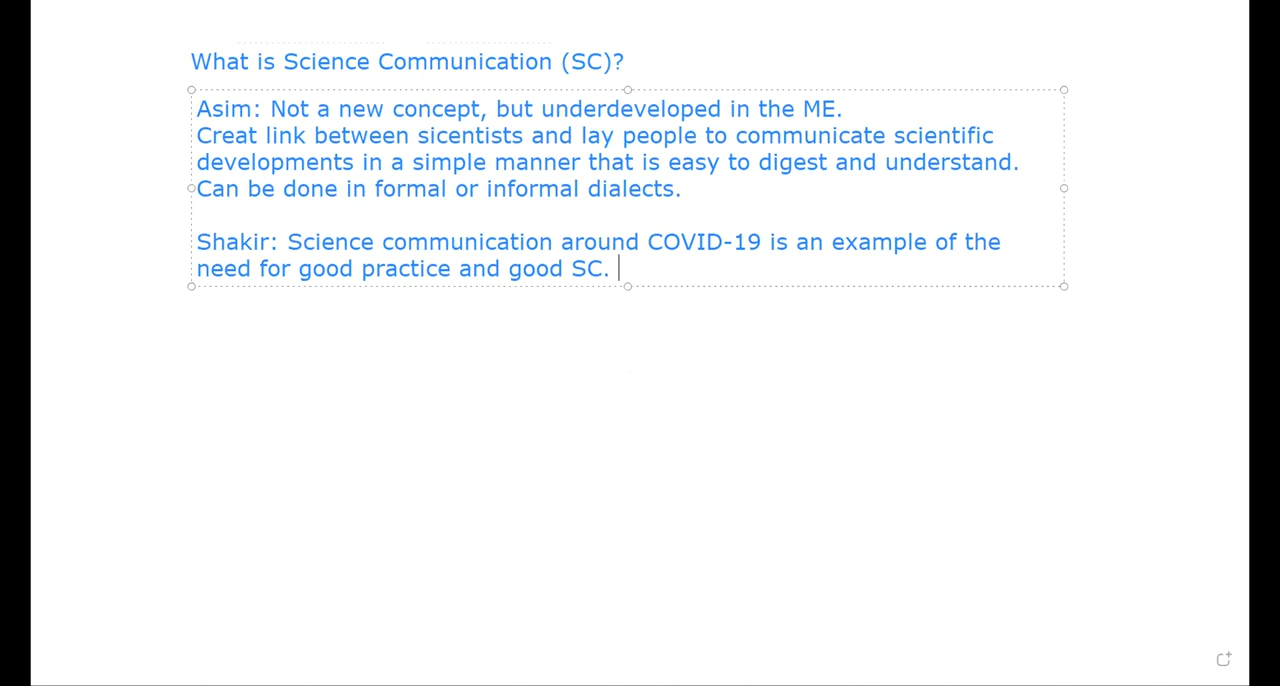 What is Science Communication (SC)?
Asim: Not a new concept, but underdeveloped in the ME.
Creat link between sicentists and lay people to communicate scientific
developments in a simple manner that is easy to digest and understand.
Can be done in formal or informal dialects.
Shakir: Science communication around COVID-19 is an example of the
need for good practice and good SC.